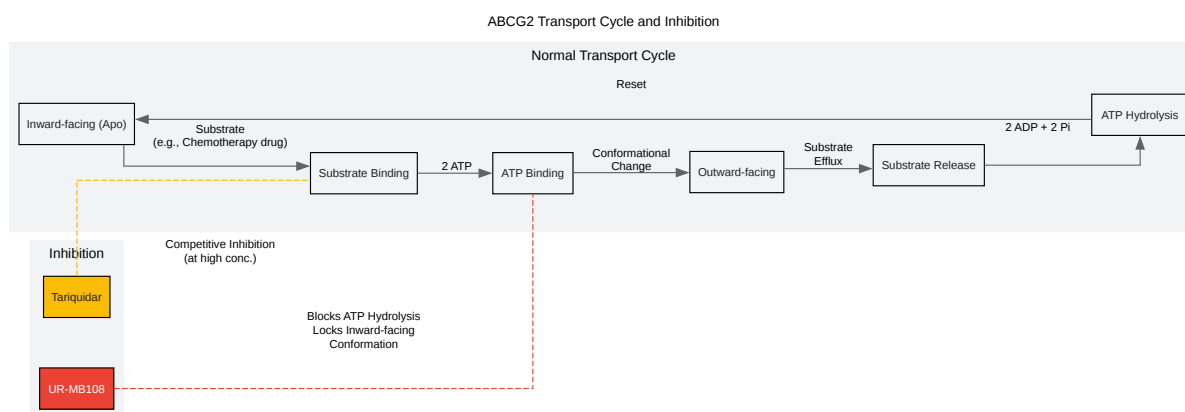 ABCG2 Transport Cycle and Inhibition
Normal Transport Cycle
Reset
Inward-facing (Apo)
Substrate
(e.g., Chemotherapy drug)
Substrate Binding
2 ATP
ATP Binding
Conformational
Change
Outward-facing
Substrate
Efflux
Substrate Release
2 ADP + 2 Pi
ATP Hydrolysis
Inhibition
Tariquidar
Competitive Inhibition
(at high conc.)
Blocks ATP Hydrolysis
Locks Inward-facing
Conformation
UR-MB108